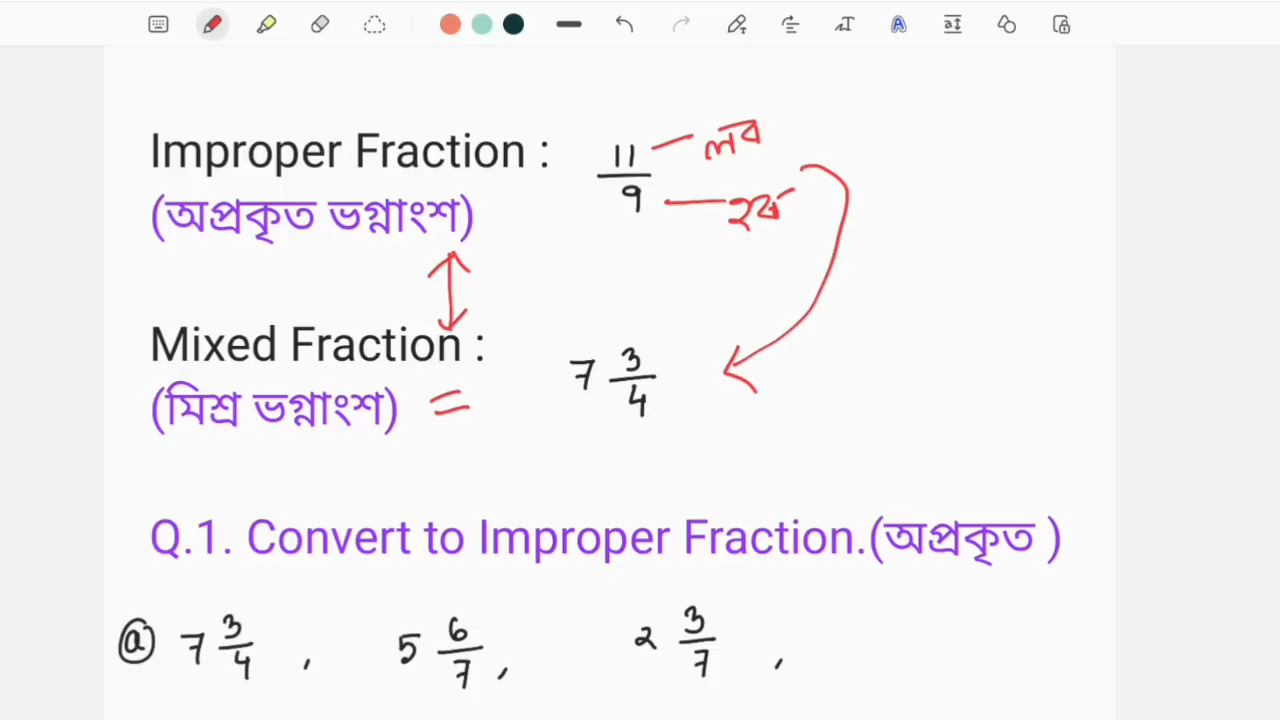 Improper Fraction : 11/9 লব
(অপ্রকৃত ভগ্নাংশ) হর
Mixed Fraction : 7 3/4
(মিশ্র ভগ্নাংশ) =
Q.1. Convert to Improper Fraction.(অপ্রকৃত )
ⓐ 7 3/4 , 5 6/7 , 2 3/7 ,